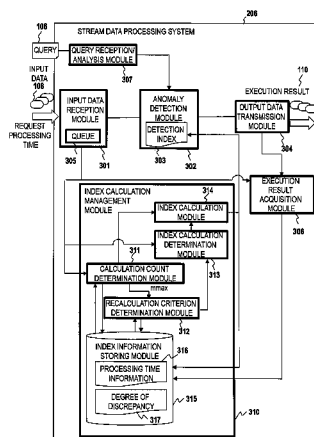 206
STREAM DATA PROCESSING SYSTEM
106
QUERY
QUERY RECEPTION/
ANALYSIS MODULE
307
INPUT
DATA
108
110
EXECUTION RESULT
INPUT DATA
RECEPTION
MODULE
QUEUE
305
301
ANOMALY
DETECTION
MODULE
DETECTION
INDEX
303
302
OUTPUT DATA
TRANSMISSION
MODULE
304
REQUEST
PROCESSING
TIME
EXECUTION
RESULT
ACQUISITION
MODULE
306
INDEX CALCULATION
MANAGEMENT
MODULE
314
INDEX CALCULATION
MODULE
311
INDEX CALCULATION
DETERMINATION MODULE
313
CALCULATION COUNT
DETERMINATION MODULE
mmax
RECALCULATION CRITERION
DETERMINATION MODULE
312
INDEX INFORMATION
STORING MODULE
316
PROCESSING TIME
INFORMATION
315
DEGREE OF
DISCREPANCY
317
310